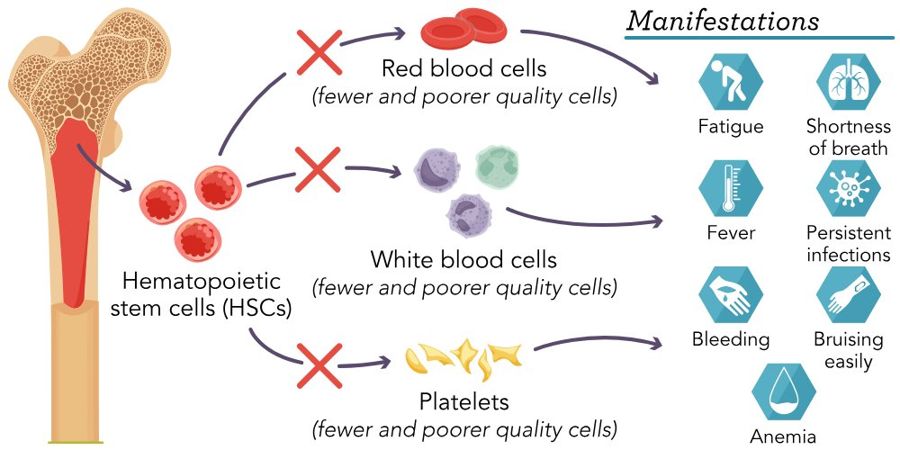 Manifestations
Red blood cells
(fewer and poorer quality cells)
Fatigue
Shortness
of breath
White blood cells
(fewer and poorer quality cells)
Fever
Persistent
infections
Hematopoietic
stem cells (HSCs)
Bleeding
Bruising
easily
Platelets
(fewer and poorer quality cells)
Anemia